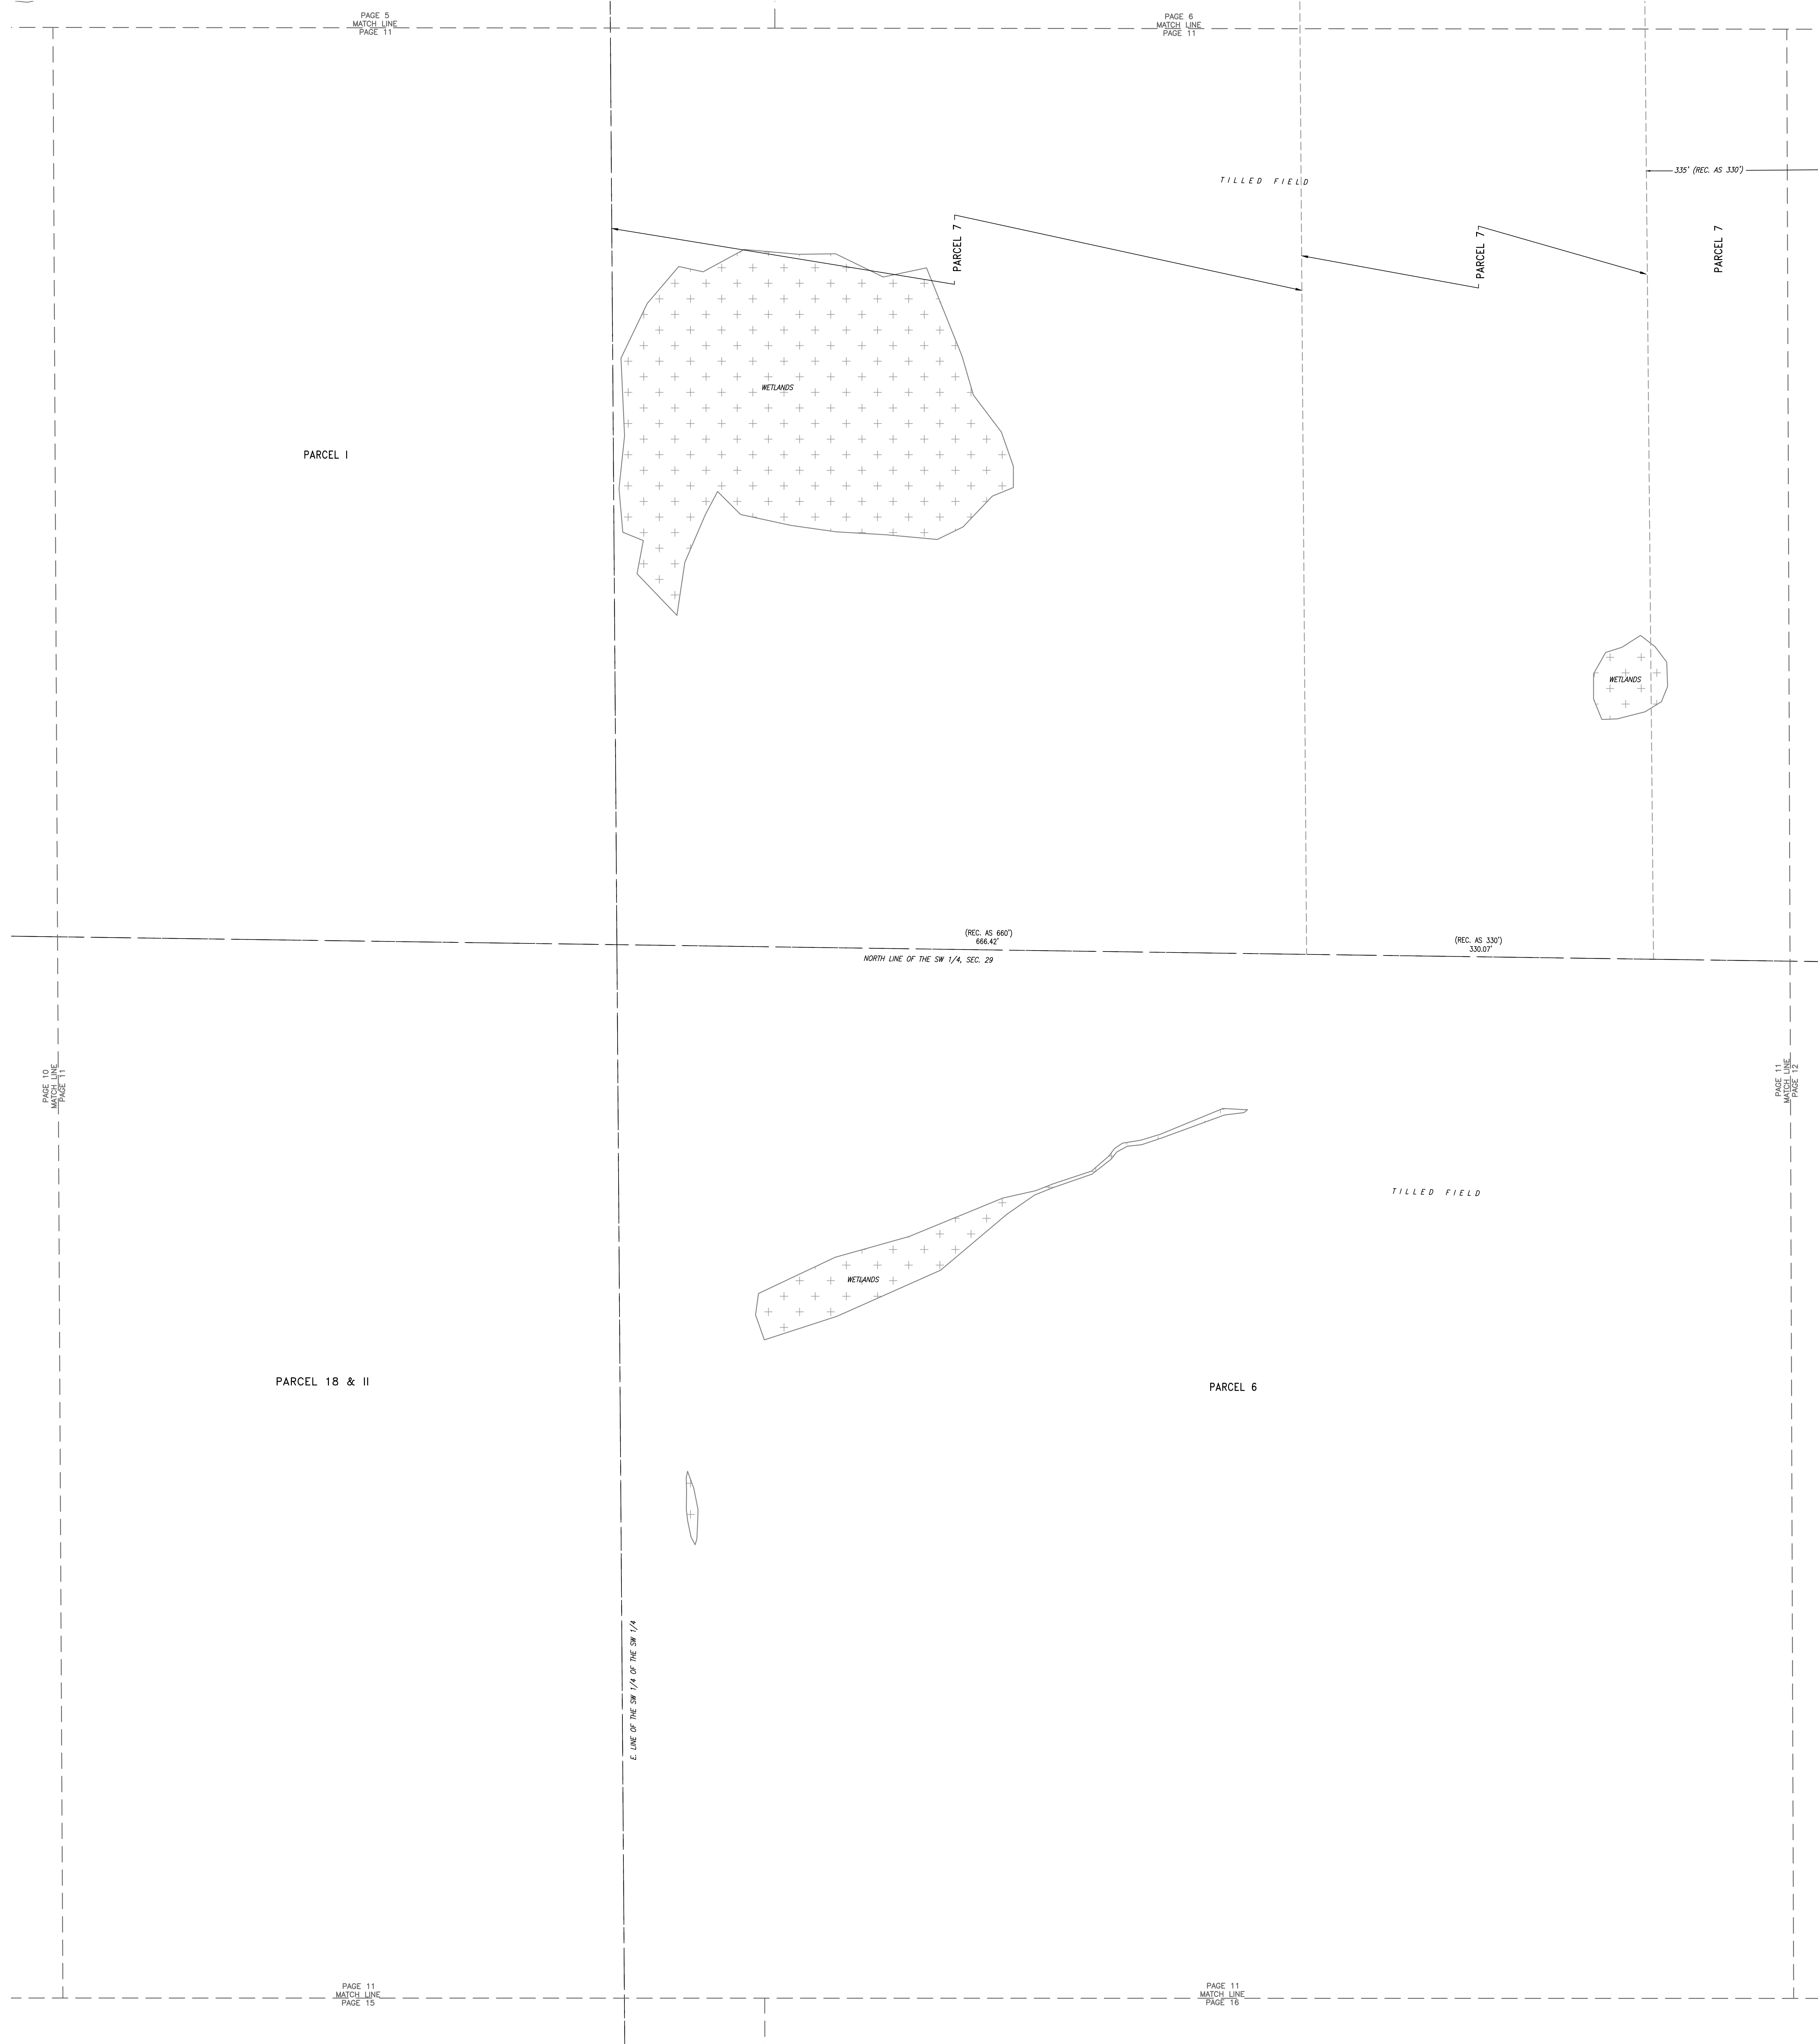 PAGE 5
MATCH LINE
PAGE 11
PAGE 6
MATCH LINE
PAGE 11
335' (REC. AS 330')
TILLED FIELD
PARCEL 7
PARCEL 7
PARCEL 7
WETLANDS
PARCEL I
WETLANDS
(REC. AS 660')
666.42'
(REC. AS 330')
330.07'
NORTH LINE OF THE SW 1/4, SEC. 29
PAGE 10
MATCH LINE
PAGE 11
PAGE 11
MATCH LINE
PAGE 12
TILLED FIELD
WETLANDS
PARCEL 18 & II
PARCEL 6
E. LINE OF THE SW 1/4 OF THE SW 1/4
PAGE 11
MATCH LINE
PAGE 15
PAGE 11
MATCH LINE
PAGE 16